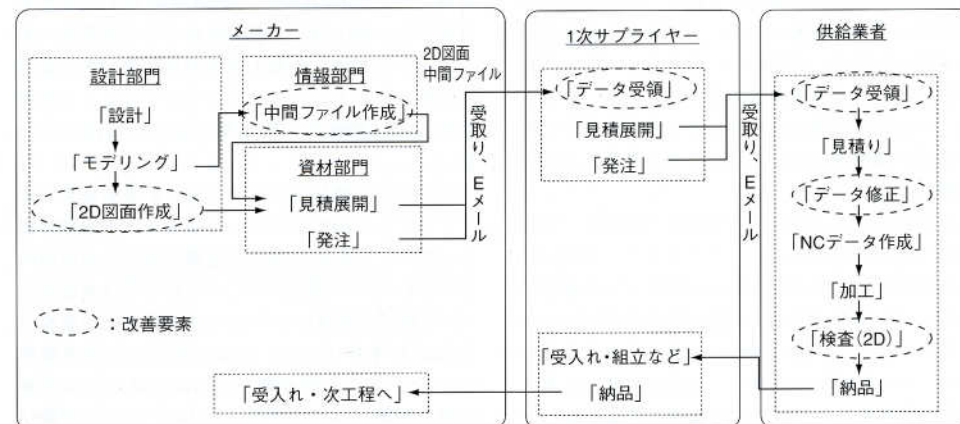 メーカー
設計部門
「設計」
「モデリング」
「2D図面作成」
情報部門
「中間ファイル作成」
資材部門
「見積展開」
「発注」
2D図面
中間ファイル
受取り、Eメール
:改善要素
「受入れ・次工程へ」
1次サプライヤー
「データ受領」
「見積展開」
「発注」
受取り、Eメール
「受入れ・組立など」
「納品」
供給業者
「データ受領」
「見積り」
「データ修正」
「NCデータ作成」
「加工」
「検査(2D)」
「納品」